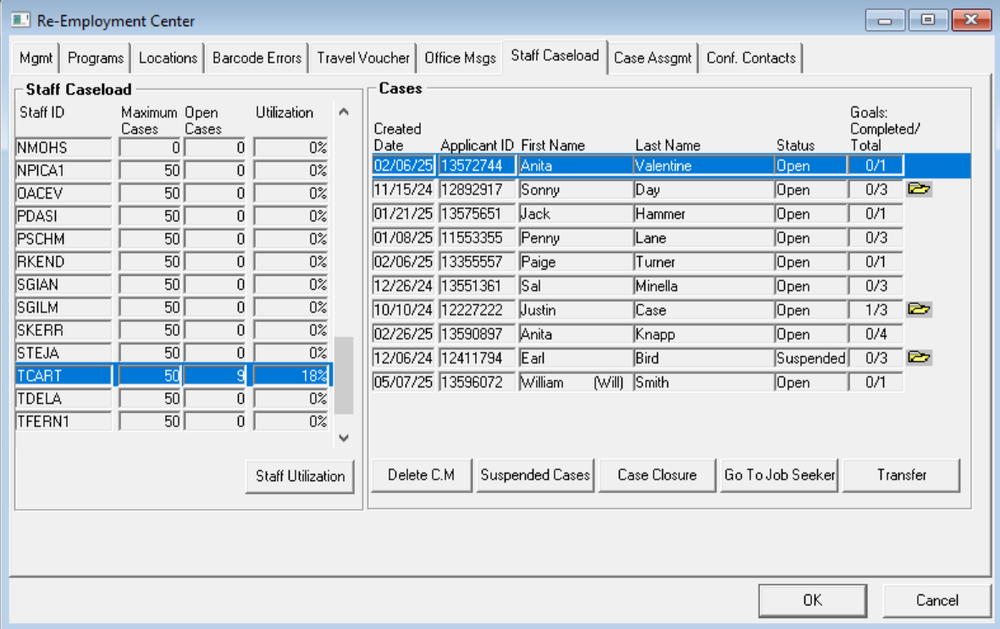 Re-Employment Center
Mgmt Programs Locations Barcode Errors Travel Voucher Office Msgs Staff Caseload Case Assgmt Conf. Contacts
Staff Caseload
Staff ID Maximum Cases Open Cases Utilization
NMOHS 0 0 0%
NPICA1 50 0 0%
OACEV 50 0 0%
PDASI 50 0 0%
PSCHM 50 0 0%
RKEND 50 0 0%
SGIAN 50 0 0%
SGILM 50 0 0%
SKERR 50 0 0%
STEJA 50 0 0%
TCART 50 9 18%
TDELA 50 0 0%
TFERN1 50 0 0%
Staff Utilization
Cases
Created Date Applicant ID First Name Last Name Status Goals: Completed/ Total
02/06/25 13572744 Anita Valentine Open 0/1
11/15/24 12892917 Sonny Day Open 0/3
01/21/25 13575651 Jack Hammer Open 0/1
01/08/25 11553355 Penny Lane Open 0/3
02/06/25 13355557 Paige Turner Open 0/1
12/26/24 13551361 Sal Minella Open 0/3
10/10/24 12227222 Justin Case Open 1/3
02/26/25 13590897 Anita Knapp Open 0/4
12/06/24 12411794 Earl Bird Suspended 0/3
05/07/25 13596072 William (Will) Smith Open 0/1
Delete C.M Suspended Cases Case Closure Go To Job Seeker Transfer
OK Cancel